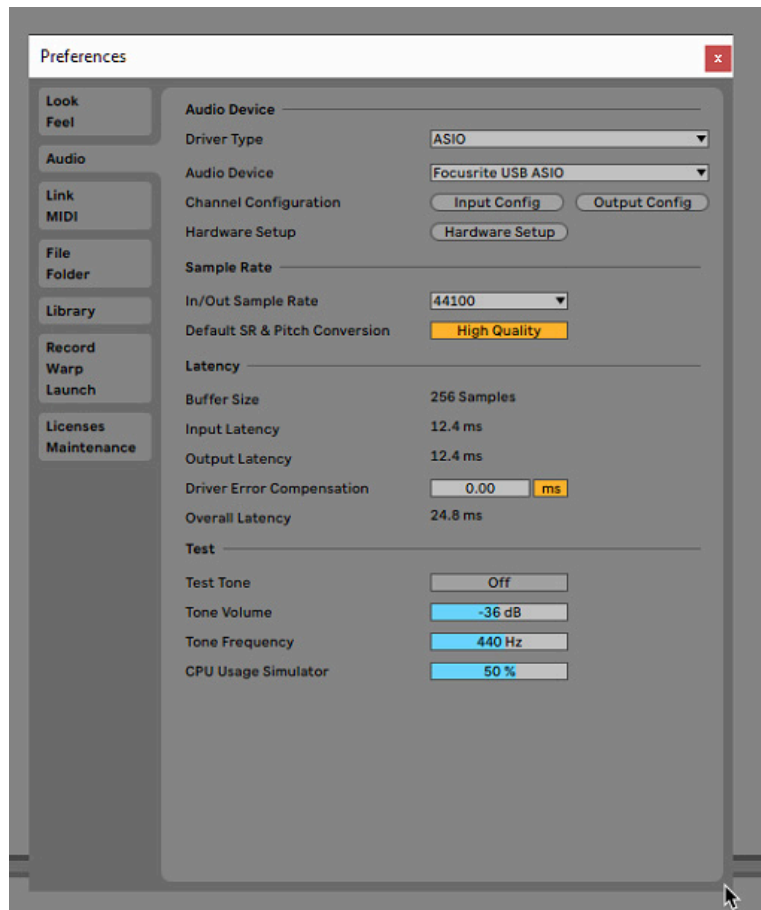 Preferences
x
Look
Feel
Audio
Link
MIDI
File
Folder
Library
Record
Warp
Launch
Licenses
Maintenance
Audio Device
Driver Type ASIO
Audio Device Focusrite USB ASIO
Channel Configuration Input Config Output Config
Hardware Setup Hardware Setup
Sample Rate
In/Out Sample Rate 44100
Default SR & Pitch Conversion High Quality
Latency
Buffer Size 256 Samples
Input Latency 12.4 ms
Output Latency 12.4 ms
Driver Error Compensation 0.00 ms
Overall Latency 24.8 ms
Test
Test Tone Off
Tone Volume -36 dB
Tone Frequency 440 Hz
CPU Usage Simulator 50 %